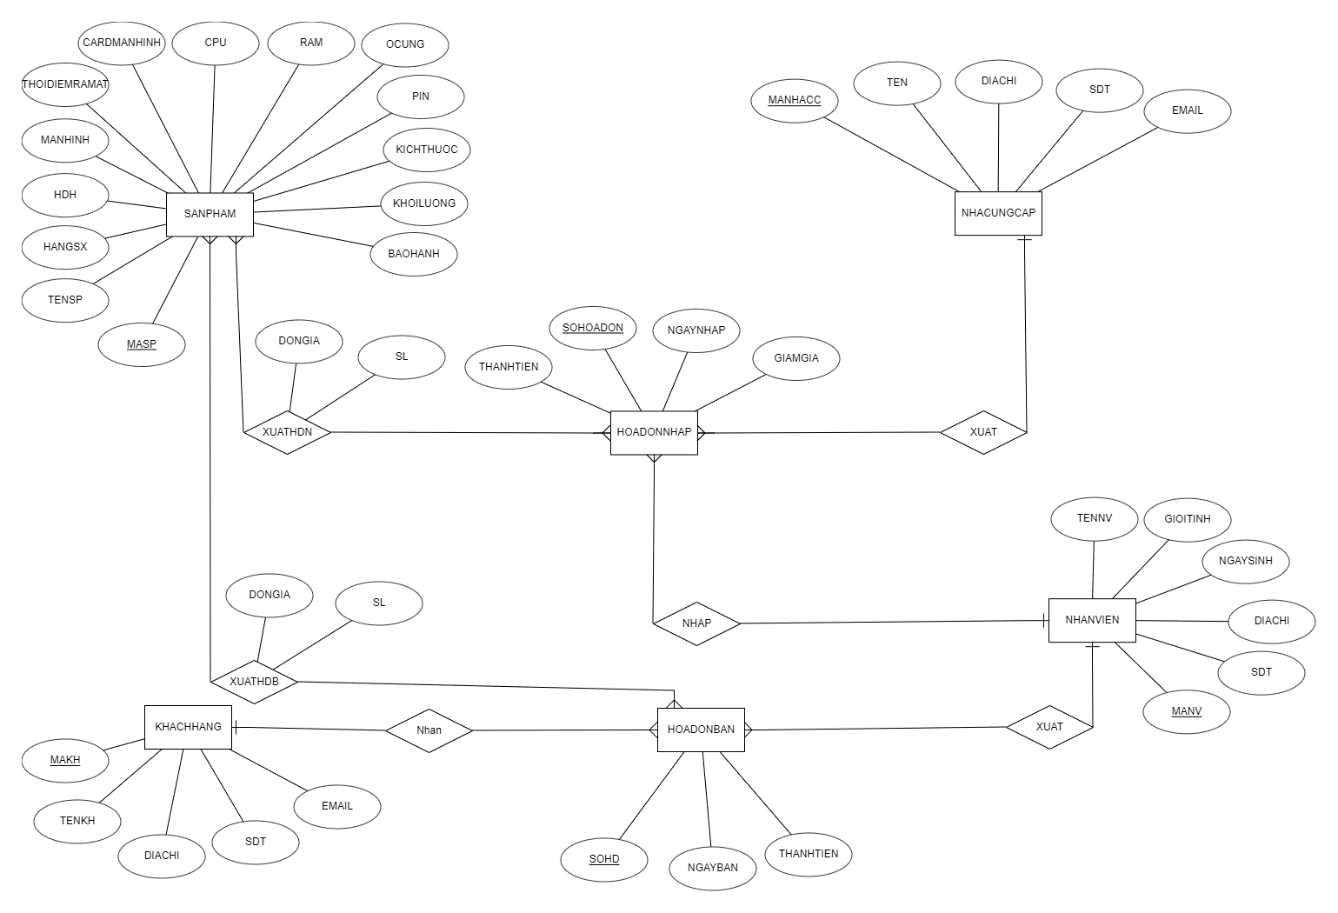 CARDMANHINH
CPU
RAM
OCUNG
THOIDIEMRAMAT
PIN
MANHINH
KICHTHUOC
HDH
KHOILUONG
SANPHAM
HANGSX
BAOHANH
TENSP
MASP
MANHACC
TEN
DIACHI
SDT
EMAIL
NHACUNGCAP
DONGIA
SL
XUATHDN
THANHTIEN
SOHOADON
NGAYNHAP
GIAMGIA
HOADONNHAP
XUAT
TENNV
GIOITINH
NGAYSINH
NHANVIEN
DIACHI
SDT
MANV
NHAP
DONGIA
SL
XUATHDB
KHACHHANG
Nhan
HOADONBAN
XUAT
MAKH
TENKH
DIACHI
SDT
EMAIL
SOHD
NGAYBAN
THANHTIEN